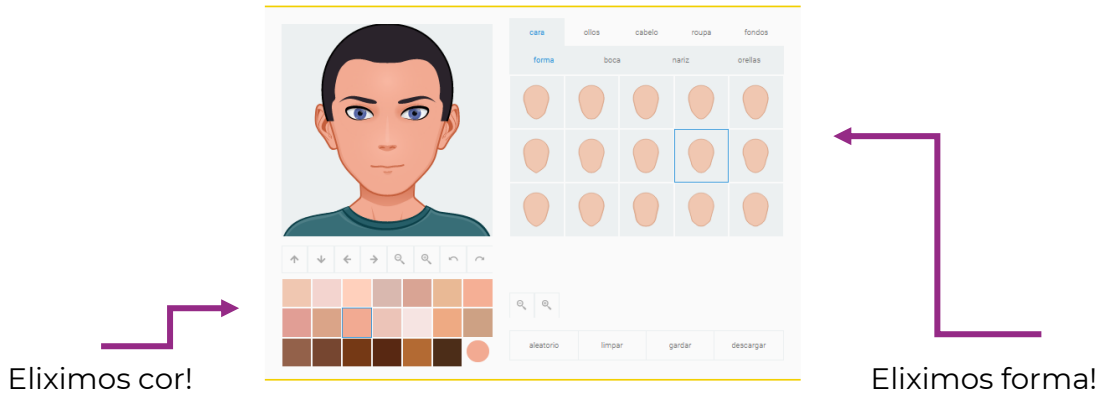 cara ollos cabelo roupa fondos
forma boca nariz orellas
aleatorio limpar gardar descargar
Eliximos cor!
Eliximos forma!